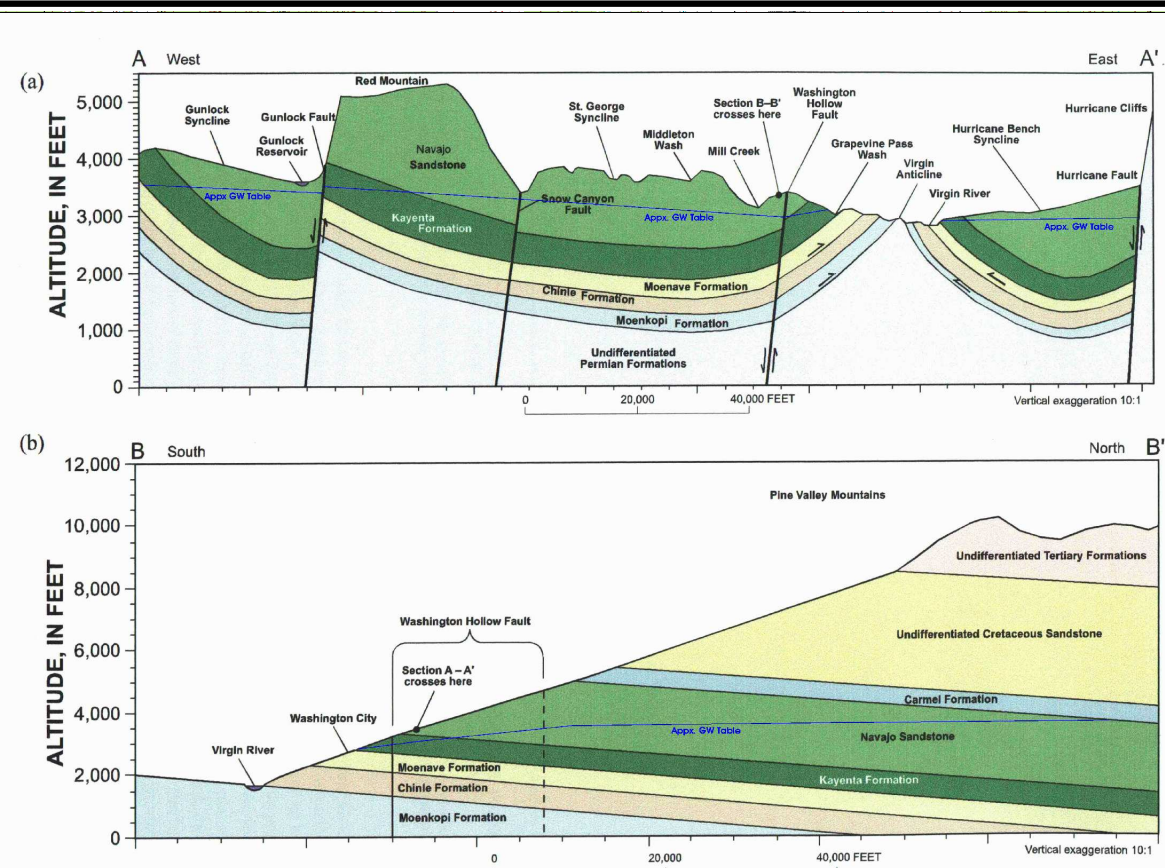 (a)
A West
East A'
ALTITUDE, IN FEET
5,000
4,000
3,000
2,000
1,000
0
Gunlock
Syncline
Gunlock
Reservoir
Gunlock Fault
Red Mountain
Navajo
Sandstone
Kayenta
Formation
Appx GW Table
Snow Canyon
Fault
St. George
Syncline
Middleton
Wash
Mill Creek
Section B–B'
crosses here
Washington
Hollow
Fault
Grapevine Pass
Wash
Virgin
Anticline
Virgin River
Hurricane Bench
Syncline
Hurricane Cliffs
Hurricane Fault
Appx. GW Table
Appx. GW Table
Moenave Formation
Chinle Formation
Moenkopi Formation
Undifferentiated
Permian Formations
0 20,000 40,000 FEET
Vertical exaggeration 10:1
(b)
B South
North B'
ALTITUDE, IN FEET
12,000
10,000
8,000
6,000
4,000
2,000
0
Pine Valley Mountains
Undifferentiated Tertiary Formations
Undifferentiated Cretaceous Sandstone
Carmel Formation
Washington Hollow Fault
Section A – A'
crosses here
Washington City
Virgin River
Appx. GW Table
Navajo Sandstone
Kayenta Formation
Moenave Formation
Chinle Formation
Moenkopi Formation
0 20,000 40,000 FEET
Vertical exaggeration 10:1